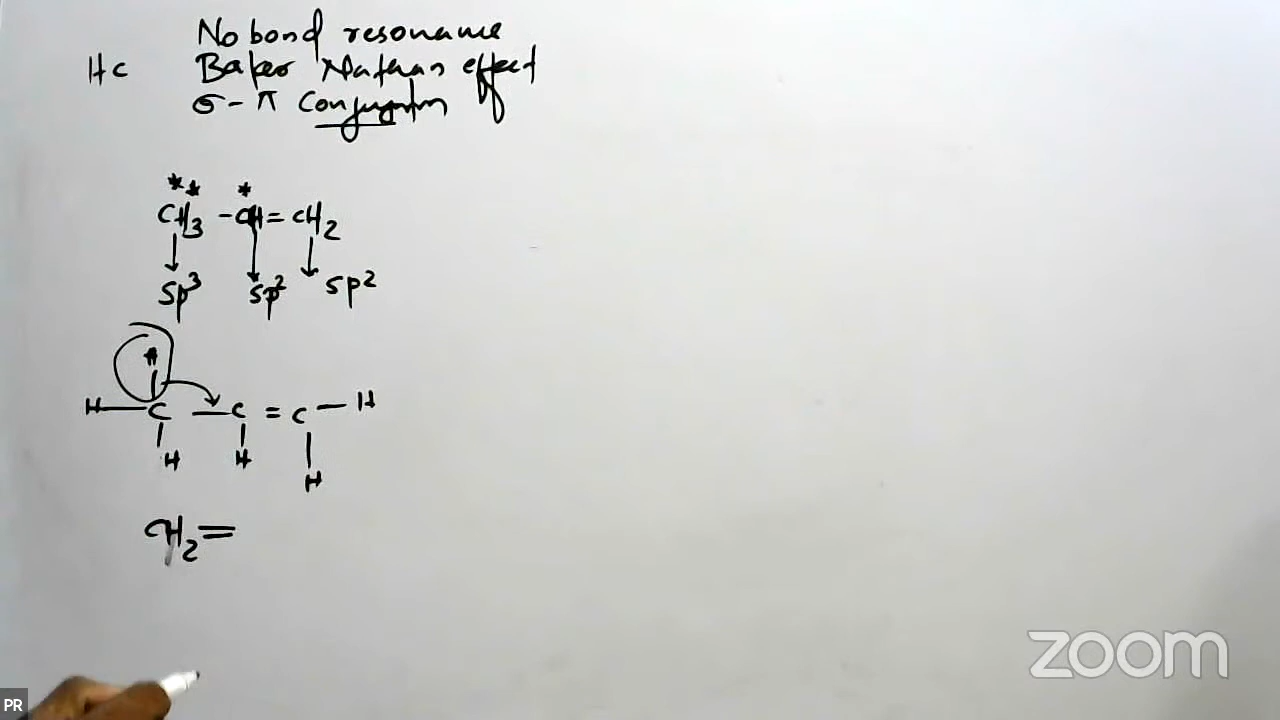 No bond resonance
HC Baker Nathan effect
σ-π Conjugation
* * *
CH3 - CH = CH2
sp3 sp2 sp2
H
H - C - C = C - H
H H H
CH2 =
zoom
PR